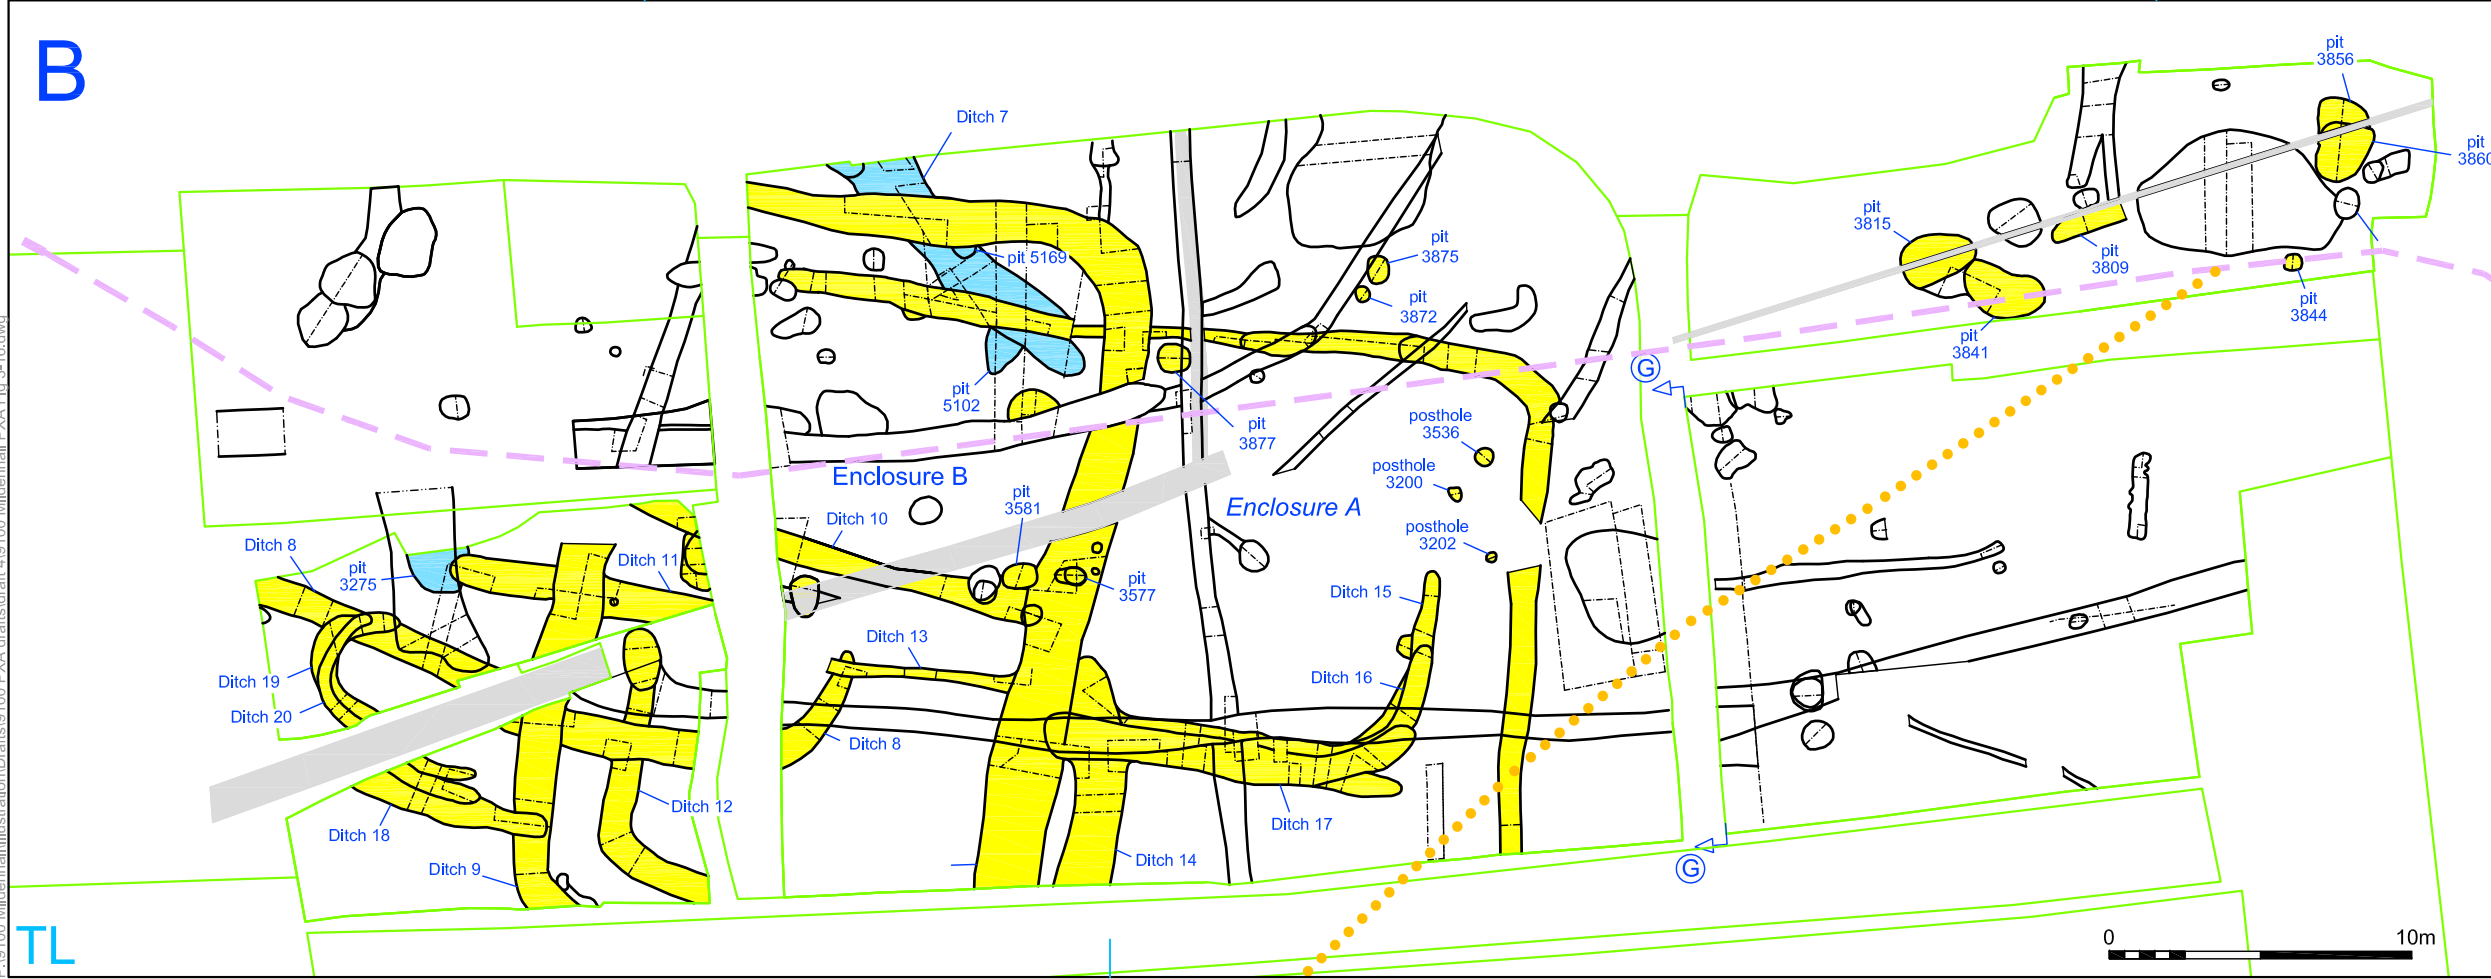 B
Ditch 7
pit
3856
pit
3860
pit
3815
pit
3875
pit 5169
pit
3809
pit
3872
pit
3844
pit
3841
G
pit
5102
posthole
3536
pit
3877
Enclosure B
posthole
3200
pit
3581
Enclosure A
Ditch 10
posthole
3202
Ditch 8
Ditch 11
pit
3275
pit
3577
Ditch 15
Ditch 13
Ditch 16
Ditch 19
Ditch 20
Ditch 8
Ditch 12
Ditch 17
Ditch 18
Ditch 14
Ditch 9
G
TL
0
10m